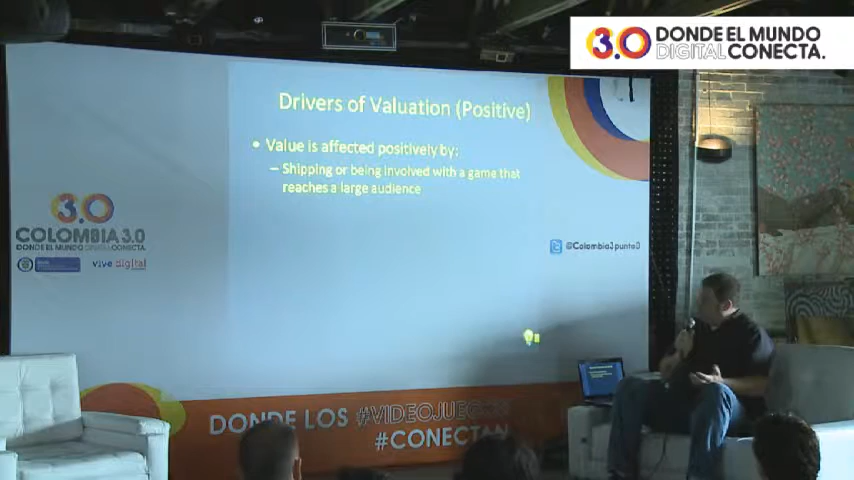 3.0 DONDE EL MUNDO
DIGITAL CONECTA.
Drivers of Valuation (Positive)
• Value is affected positively by:
– Shipping or being involved with a game that
reaches a large audience
3.0
COLOMBIA 3.0
DONDE EL MUNDO DIGITAL CONECTA.
vive digital
@Colombia3punto0
DONDE LOS #VIDEOJUEGOS
#CONECTAN